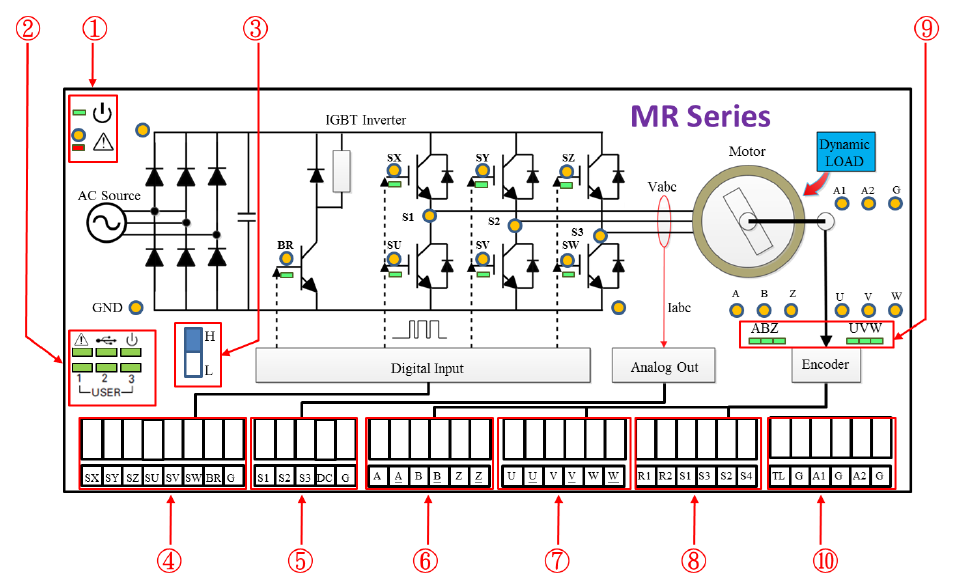 ② ① ③ ⑨
MR Series
IGBT Inverter
Dynamic
LOAD
Motor
AC Source
SX SY SZ
Vabc
A1 A2 G
S1 S2 S3
BR SU SV SW
GND
Iabc
A B Z U V W
ABZ UVW
H
L
1 2 3
USER
Digital Input
Analog Out
Encoder
SX SY SZ SU SV SW BR G
S1 S2 S3 DC G
A A B B Z Z
U U V V W W
R1 R2 S1 S3 S2 S4
TL G A1 G A2 G
④ ⑤ ⑥ ⑦ ⑧ ⑩